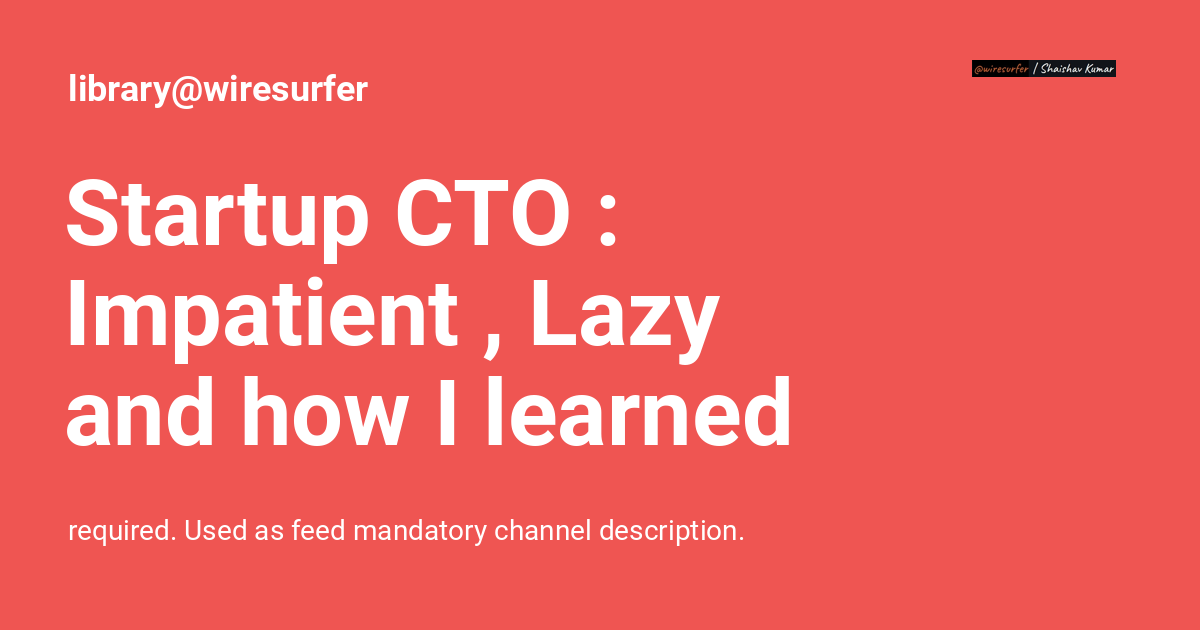 library@wiresurfer
@wiresurfer | Shaishav Kumar
Startup CTO :
Impatient , Lazy
and how I learned
required. Used as feed mandatory channel description.